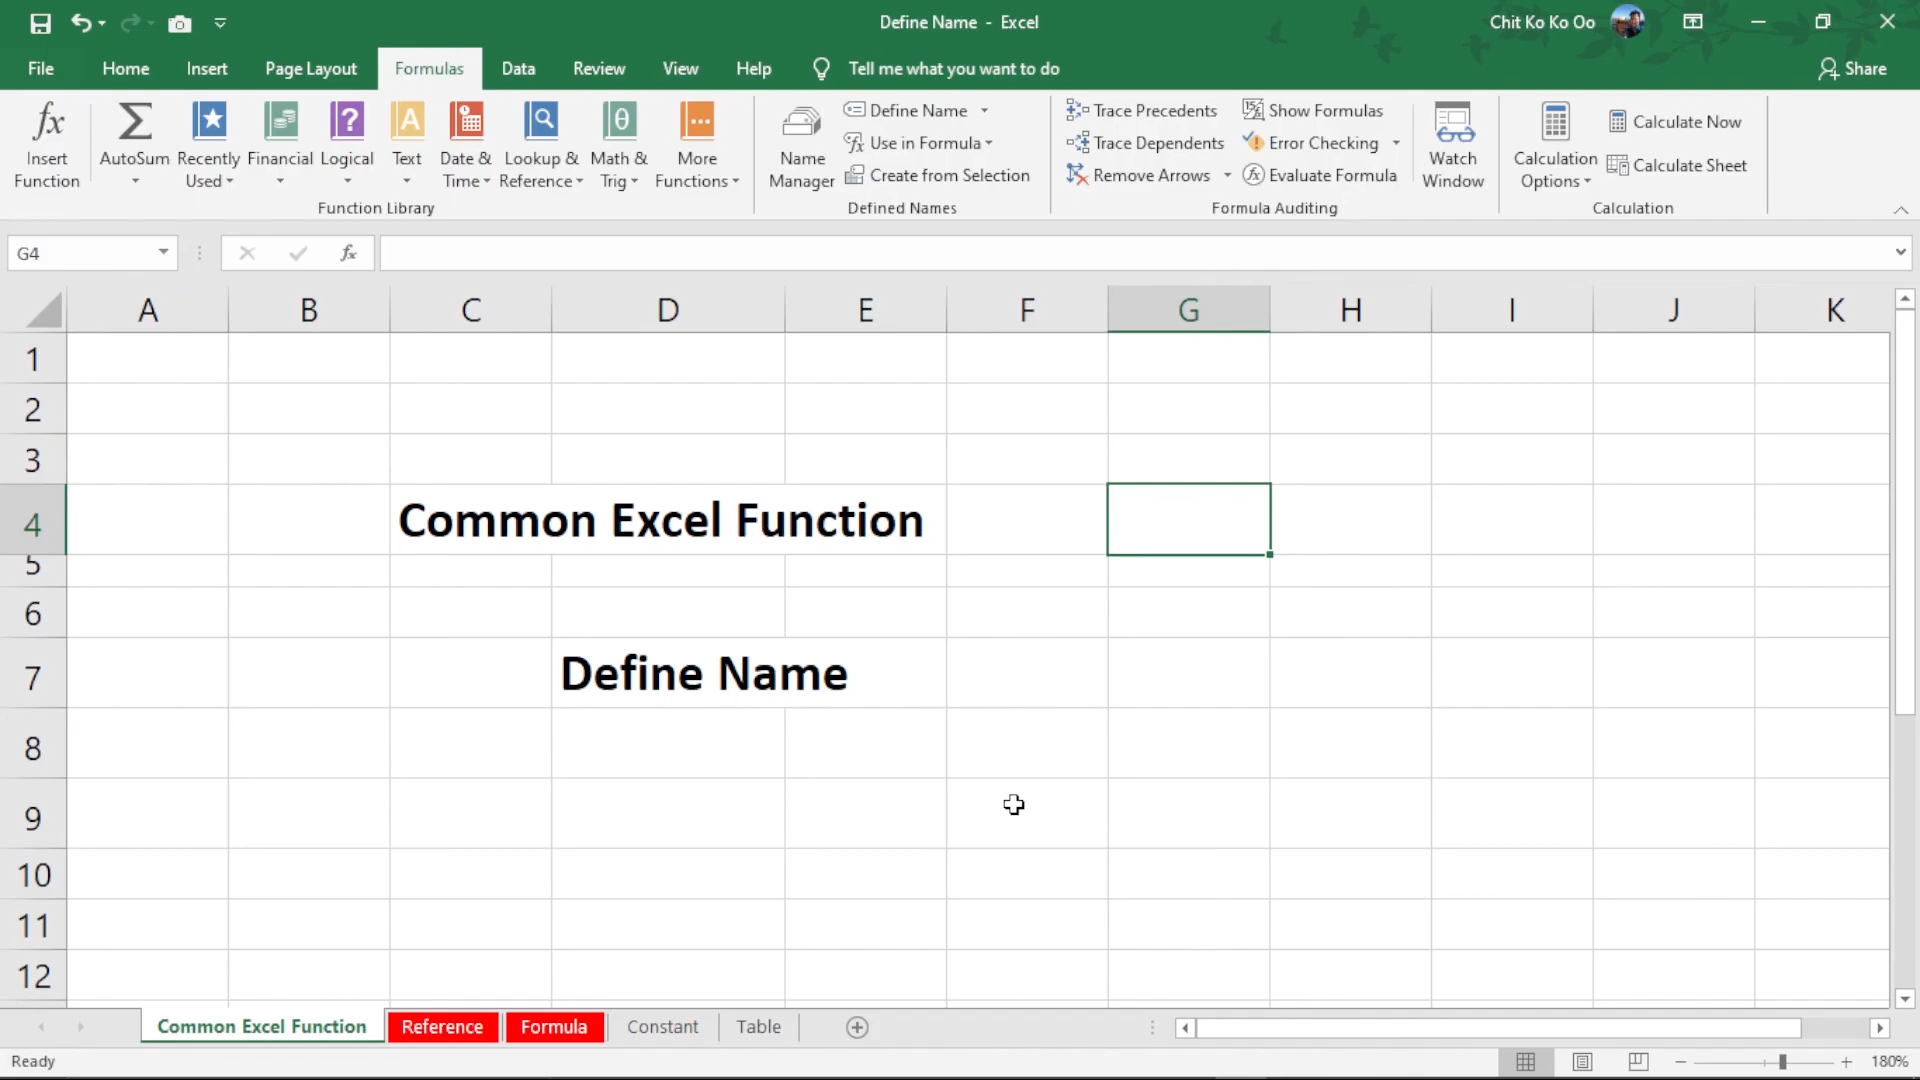 Define Name - Excel
Chit Ko Ko Oo
File Home Insert Page Layout Formulas Data Review View Help Tell me what you want to do Share
fx Insert Function
AutoSum
Recently Used
Financial
Logical
Text
Date & Time
Lookup & Reference
Math & Trig
More Functions
Function Library
Name Manager
Define Name
Use in Formula
Create from Selection
Defined Names
Trace Precedents
Trace Dependents
Remove Arrows
Show Formulas
Error Checking
Evaluate Formula
Formula Auditing
Watch Window
Calculation Options
Calculate Now
Calculate Sheet
Calculation
G4 fx
A B C D E F G H I J K
1
2
3
4 Common Excel Function
5
6
7 Define Name
8
9
10
11
12
Common Excel Function Reference Formula Constant Table
Ready 180%